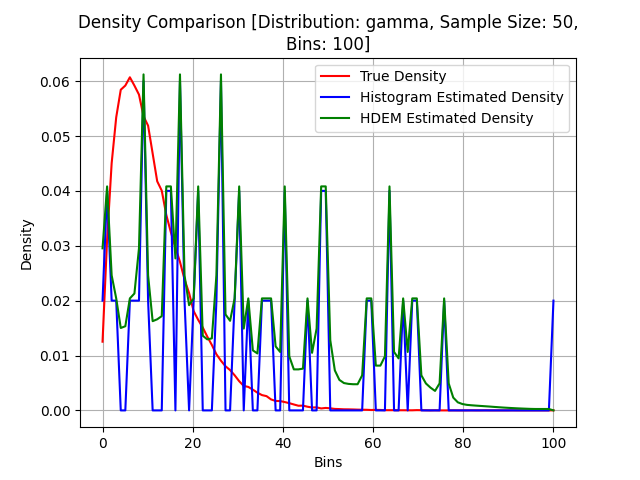 Density Comparison [Distribution: gamma, Sample Size: 50,
Bins: 100]
True Density
Histogram Estimated Density
HDEM Estimated Density
Density
0.06
0.05
0.04
0.03
0.02
0.01
0.00
0 20 40 60 80 100
Bins